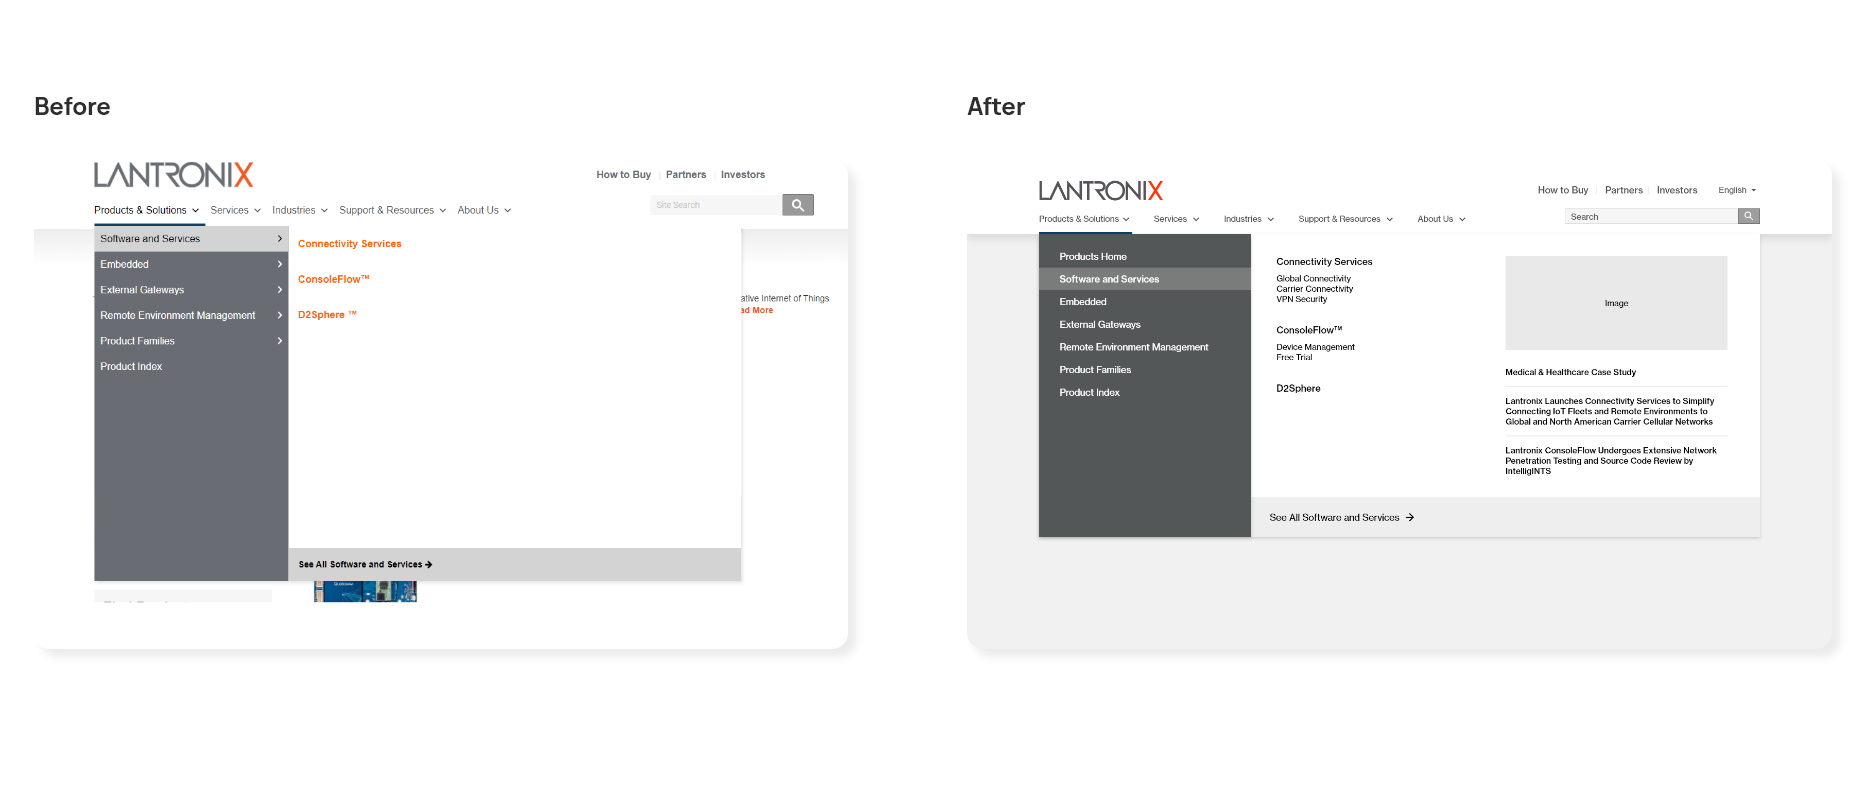 Before
LANTRONIX
How to Buy
Partners
Investors
Site Search
Products & Solutions
Services
Industries
Support & Resources
About Us
Software and Services
Embedded
External Gateways
Remote Environment Management
Product Families
Product Index
Connectivity Services
ConsoleFlow™
D2Sphere ™
ative Internet of Things
ad More
See All Software and Services
After
LANTRONIX
How to Buy
Partners
Investors
English
Search
Products & Solutions
Services
Industries
Support & Resources
About Us
Products Home
Software and Services
Embedded
External Gateways
Remote Environment Management
Product Families
Product Index
Connectivity Services
Global Connectivity
Carrier Connectivity
VPN Security
ConsoleFlow™
Device Management
Free Trial
D2Sphere
Image
Medical & Healthcare Case Study
Lantronix Launches Connectivity Services to Simplify
Connecting IoT Fleets and Remote Environments to
Global and North American Carrier Cellular Networks
Lantronix ConsoleFlow Undergoes Extensive Network
Penetration Testing and Source Code Review by
IntelligINTS
See All Software and Services